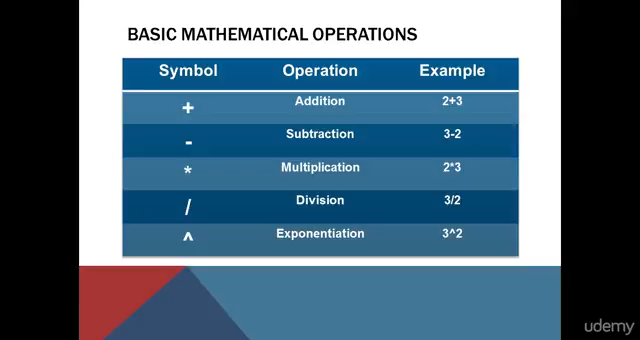 BASIC MATHEMATICAL OPERATIONS
Symbol Operation Example
+ Addition 2+3
- Subtraction 3-2
* Multiplication 2*3
/ Division 3/2
^ Exponentiation 3^2
udemy